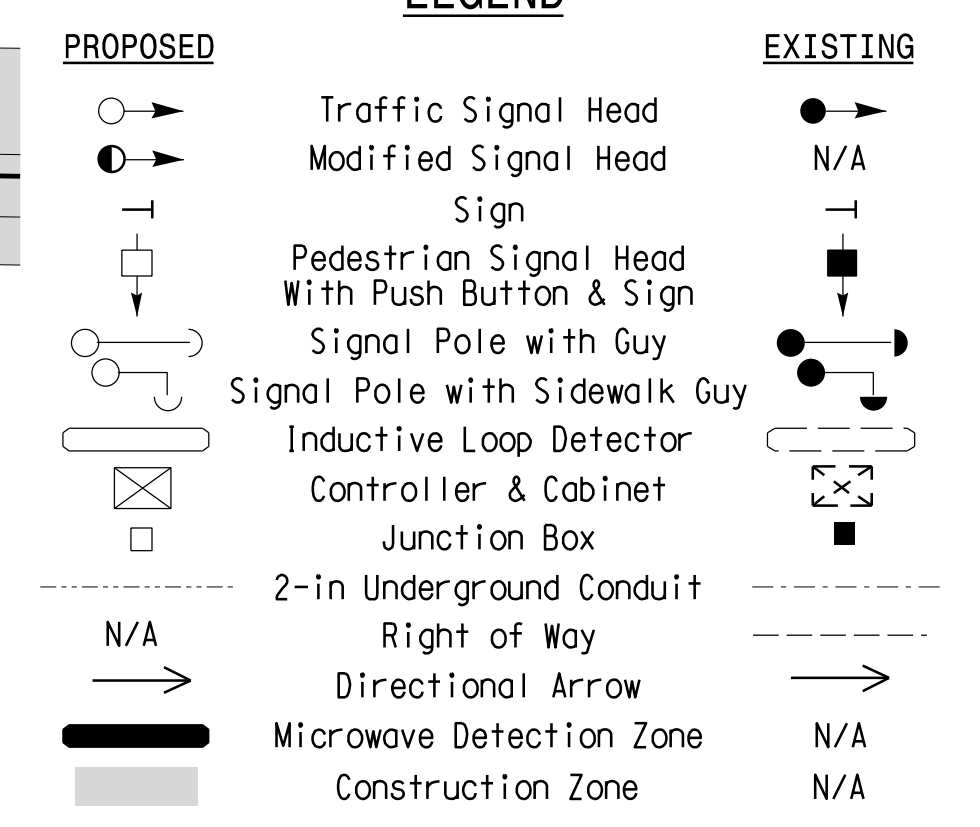 LEGEND
PROPOSED EXISTING
Traffic Signal Head
Modified Signal Head N/A
Sign
Pedestrian Signal Head
With Push Button & Sign
Signal Pole with Guy
Signal Pole with Sidewalk Guy
Inductive Loop Detector
Controller & Cabinet
Junction Box
2-in Underground Conduit
N/A Right of Way
Directional Arrow
Microwave Detection Zone N/A
Construction Zone N/A